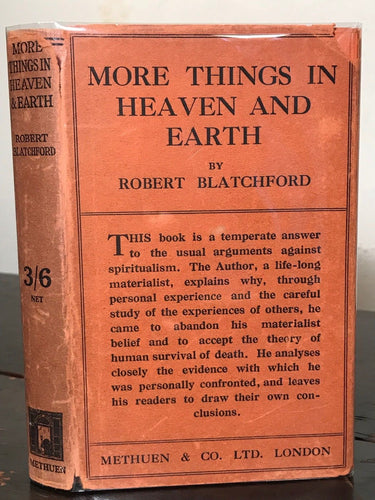 MORE
THINGS IN
HEAVEN
& EARTH
ROBERT
BLATCHFORD
3/6
NET
METHUEN
MORE THINGS IN
HEAVEN AND
EARTH
BY
ROBERT BLATCHFORD
THIS book is a temperate answer
to the usual arguments against
spiritualism. The Author, a life-long
materialist, explains why, through
personal experience and the careful
study of the experiences of others, he
came to abandon his materialist
belief and to accept the theory of
human survival of death. He analyses
closely the evidence with which he
was personally confronted, and leaves
his readers to draw their own con-
clusions.
METHUEN & CO. LTD. LONDON